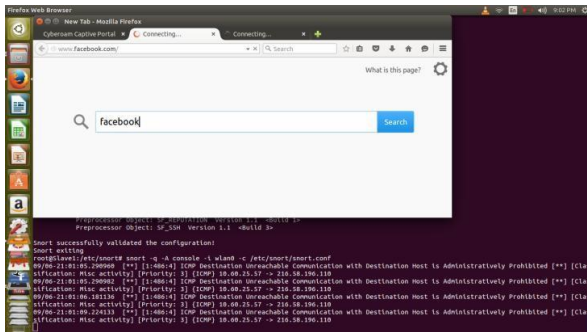 Firefox Web Browser
En
9:02 PM
New Tab - Mozilla Firefox
Cyberoam Captive Portal
Connecting...
Connecting...
www.facebook.com/
Search
What is this page?
facebook
Search
Preprocessor Object: SF_REPUTATION Version 1.1 <Build 1>
Preprocessor Object: SF_SSH Version 1.1 <Build 3>
Snort successfully validated the configuration!
Snort exiting
root@Slave1:/etc/snort# snort -q -A console -i wlan0 -c /etc/snort/snort.conf
09/06-21:01:05.290960 [**] [1:486:4] ICMP Destination Unreachable Communication with Destination Host is Administratively Prohibited [**] [Cla
sification: Misc activity] [Priority: 3] {ICMP} 10.60.25.57 -> 216.58.196.110
09/06-21:01:05.290982 [**] [1:486:4] ICMP Destination Unreachable Communication with Destination Host is Administratively Prohibited [**] [Cla
sification: Misc activity] [Priority: 3] {ICMP} 10.60.25.57 -> 216.58.196.110
09/06-21:01:06.181136 [**] [1:486:4] ICMP Destination Unreachable Communication with Destination Host is Administratively Prohibited [**] [Cla
sification: Misc activity] [Priority: 3] {ICMP} 10.60.25.57 -> 216.58.196.110
09/06-21:01:09.224133 [**] [1:486:4] ICMP Destination Unreachable Communication with Destination Host is Administratively Prohibited [**] [Cla
sification: Misc activity] [Priority: 3] {ICMP} 10.60.25.57 -> 216.58.196.110